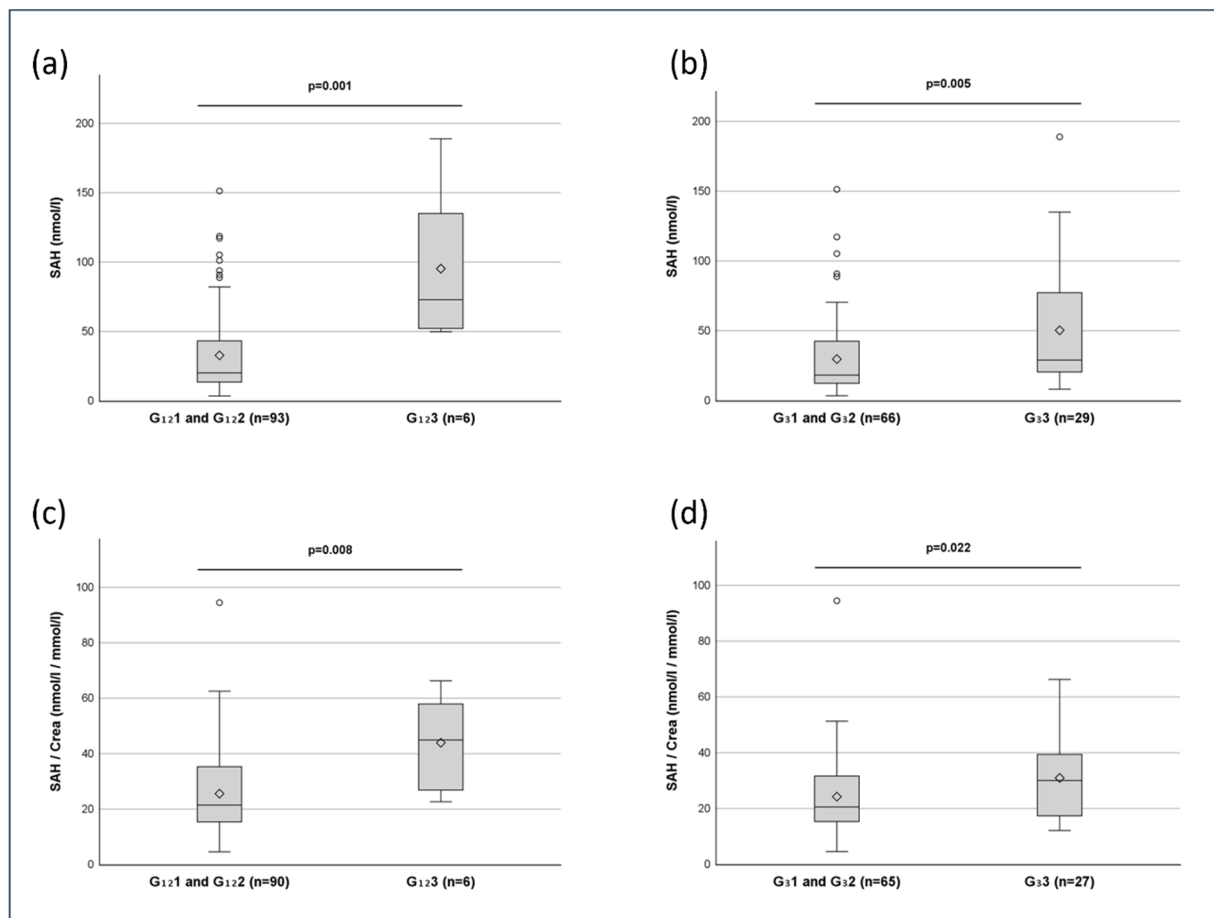 (a)
p=0.001
200
150
100
50
0
SAH (nmol/l)
G₁₂1 and G₁₂2 (n=93)
G₁₂3 (n=6)
(b)
p=0.005
200
150
100
50
0
SAH (nmol/l)
G₃1 and G₃2 (n=66)
G₃3 (n=29)
(c)
p=0.008
100
80
60
40
20
0
SAH / Crea (nmol/l / mmol/l)
G₁₂1 and G₁₂2 (n=90)
G₁₂3 (n=6)
(d)
p=0.022
100
80
60
40
20
0
SAH / Crea (nmol/l / mmol/l)
G₃1 and G₃2 (n=65)
G₃3 (n=27)